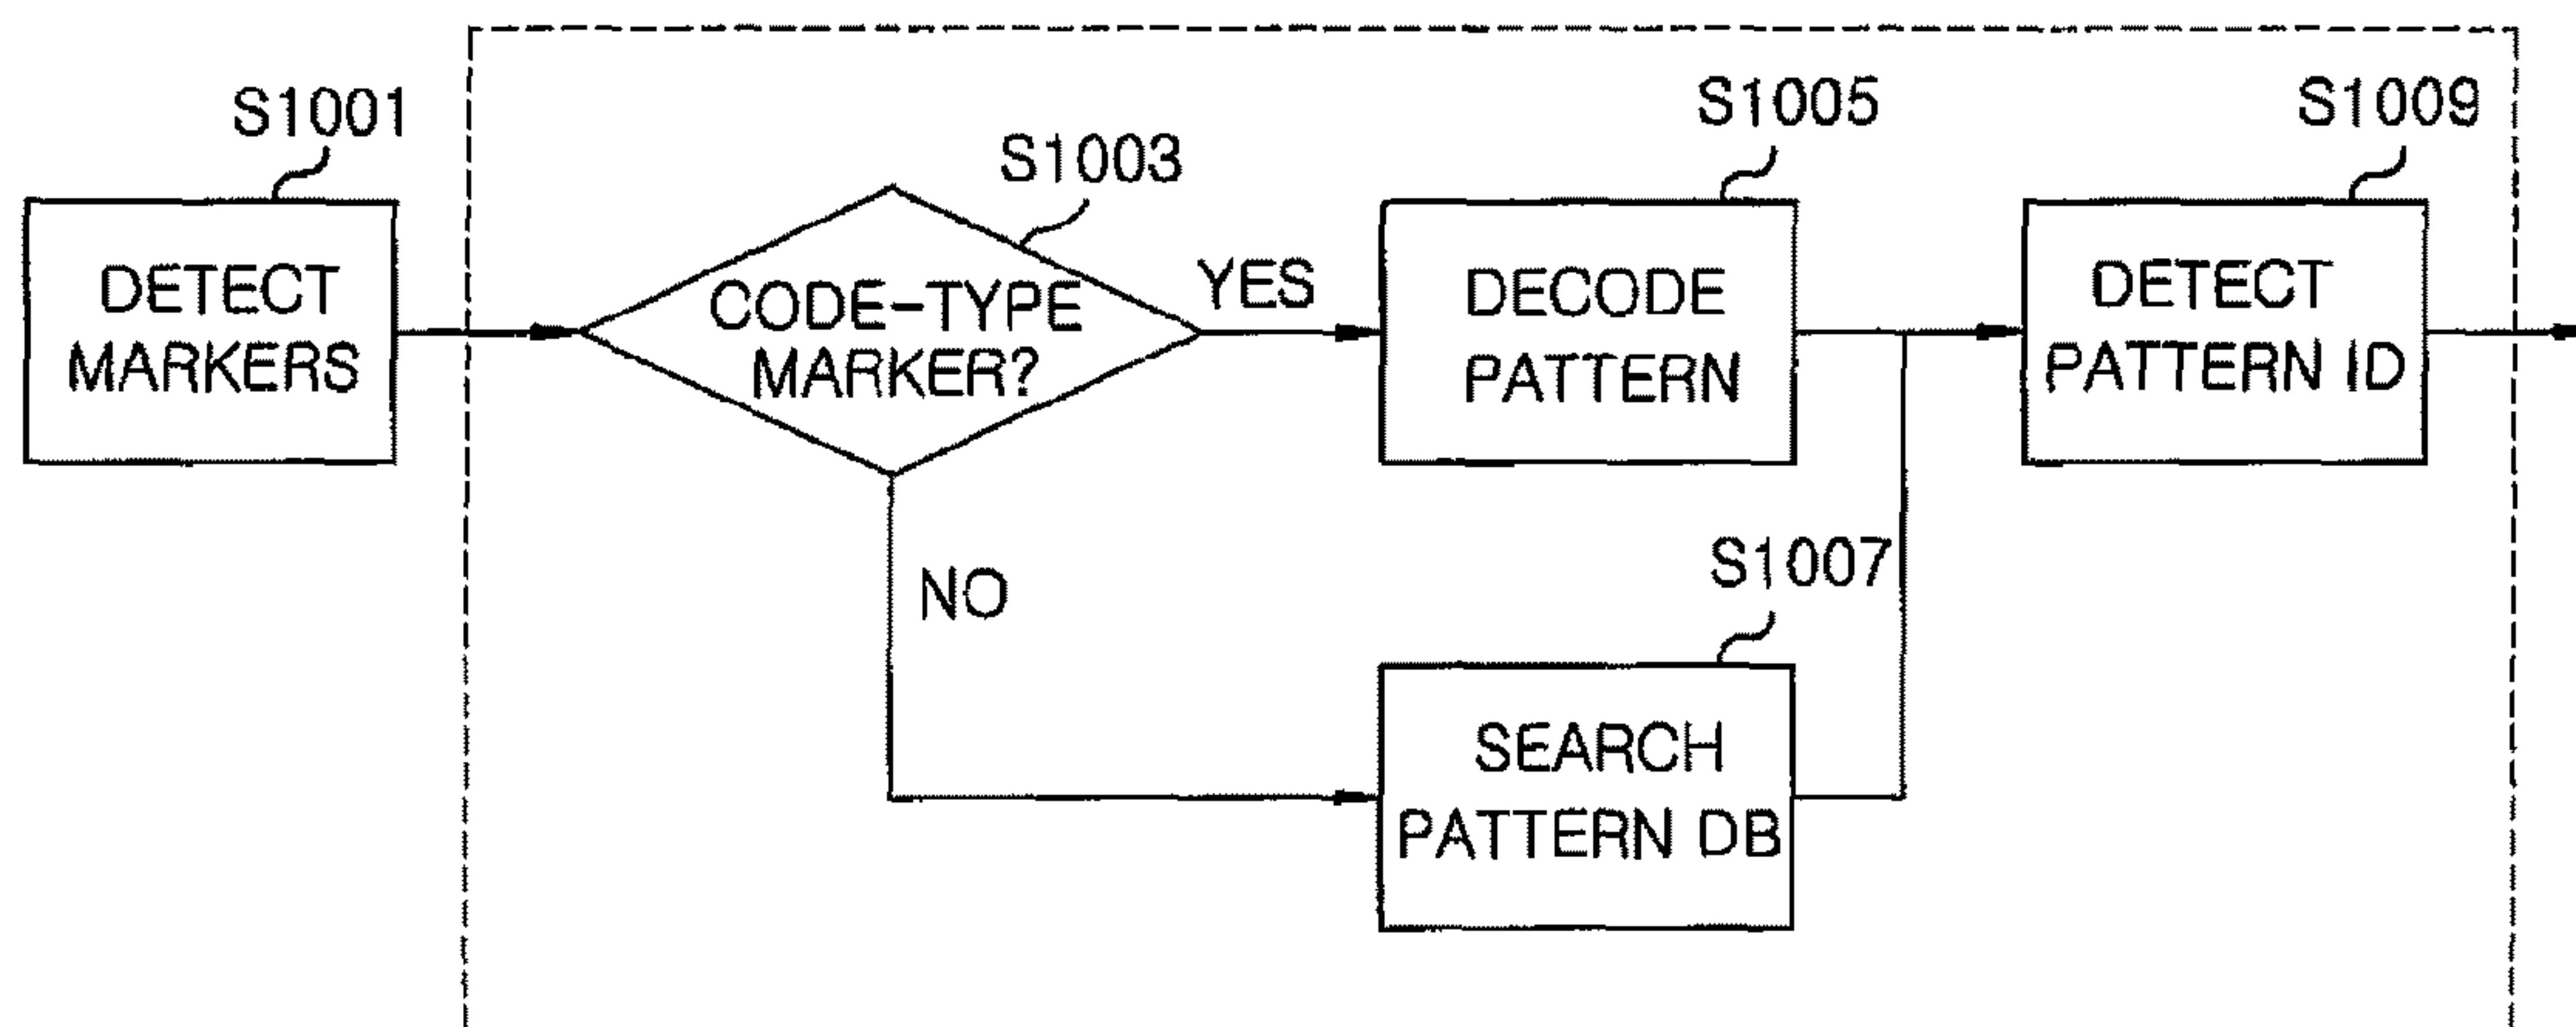 S1001
DETECT
MARKERS
S1003
CODE-TYPE
MARKER?
YES
NO
S1005
DECODE
PATTERN
S1007
SEARCH
PATTERN DB
S1009
DETECT
PATTERN ID